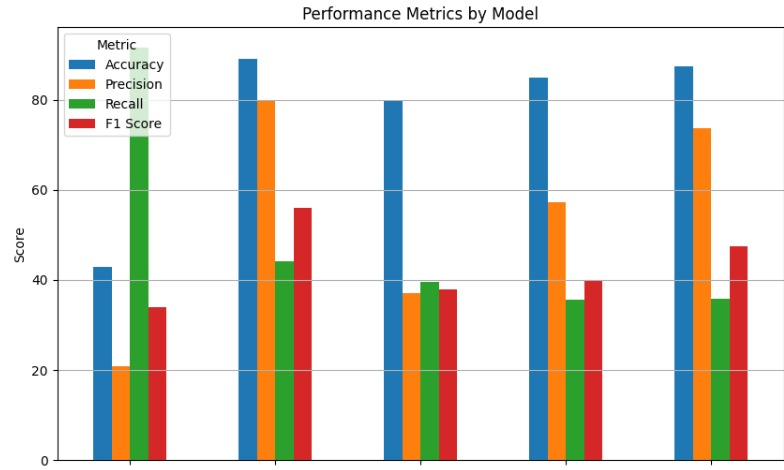 Performance Metrics by Model
Metric
Accuracy
Precision
Recall
F1 Score
80
60
40
20
0
Score